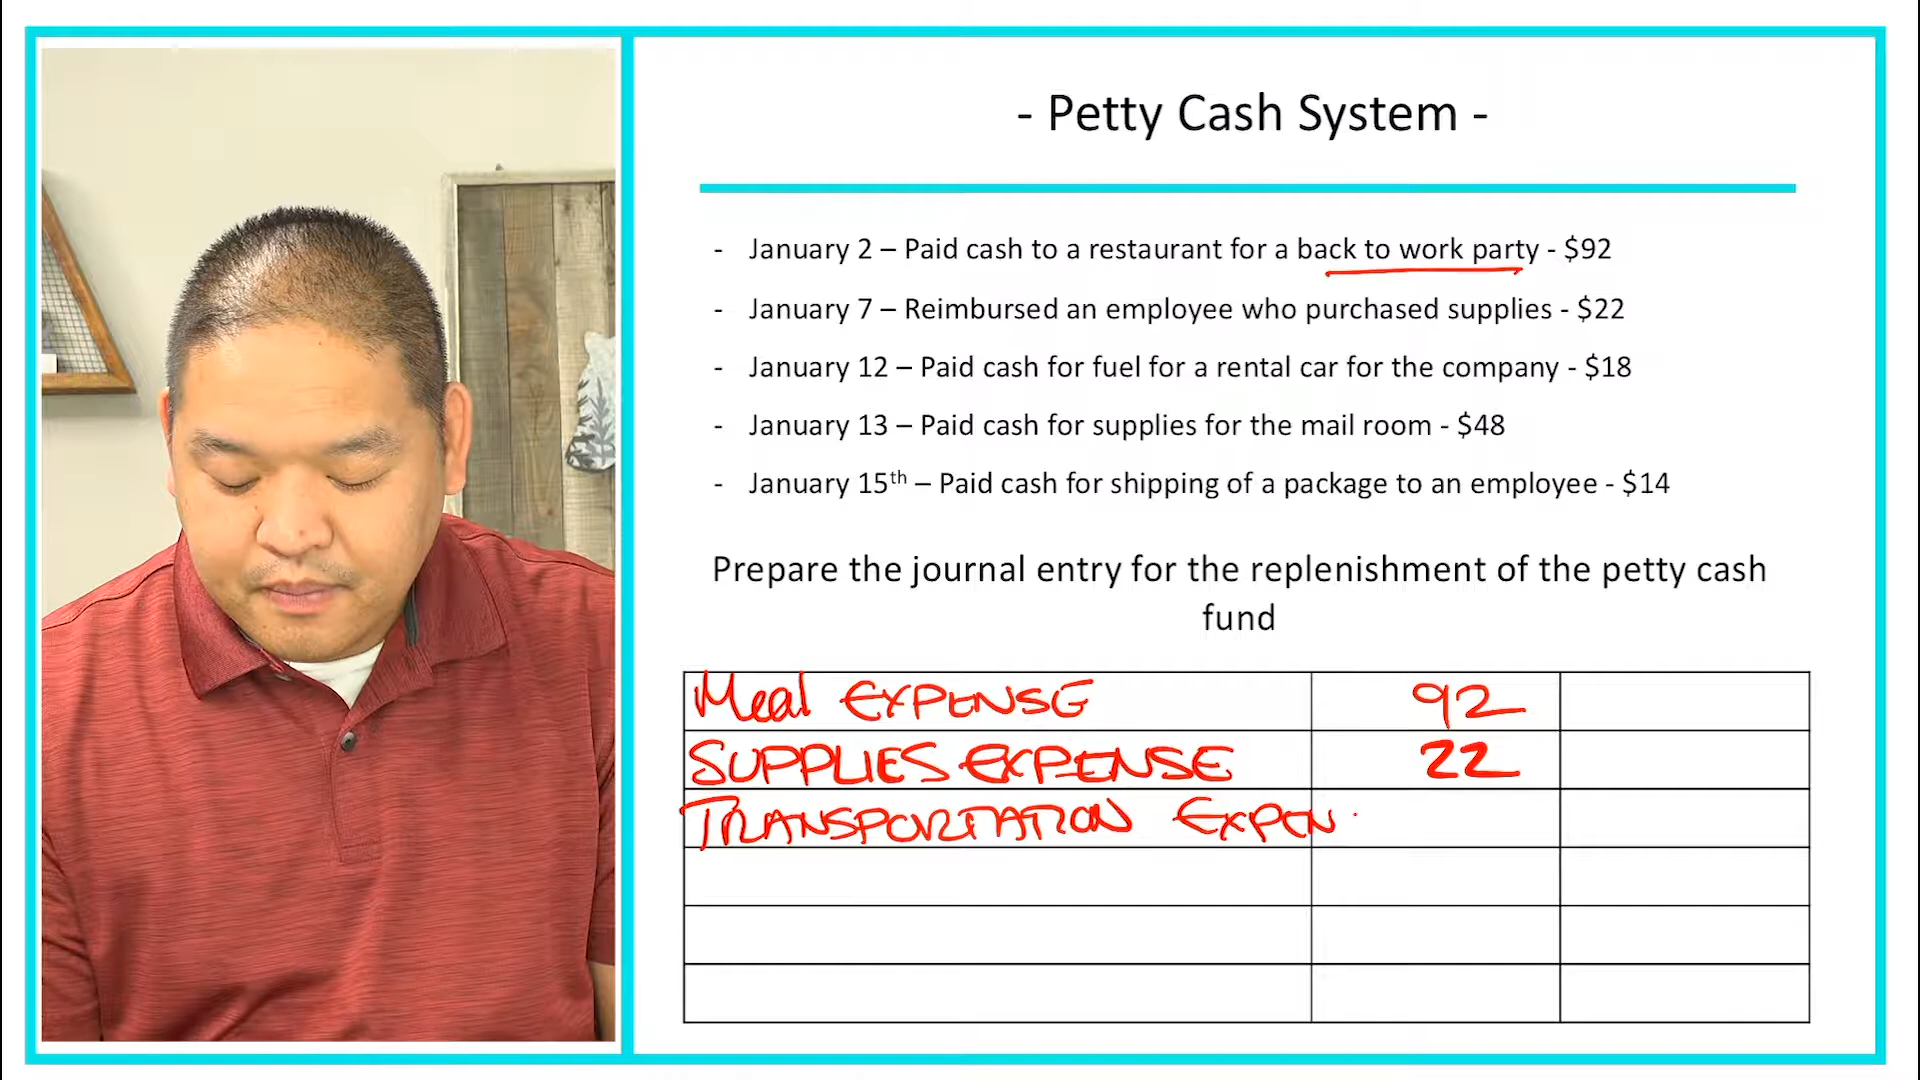 - Petty Cash System -
- January 2 – Paid cash to a restaurant for a back to work party - $92
- January 7 – Reimbursed an employee who purchased supplies - $22
- January 12 – Paid cash for fuel for a rental car for the company - $18
- January 13 – Paid cash for supplies for the mail room - $48
- January 15th – Paid cash for shipping of a package to an employee - $14
Prepare the journal entry for the replenishment of the petty cash
fund
Meal EXPENSE 92
SUPPLIES EXPENSE 22
TRANSPORTATION EXPEN